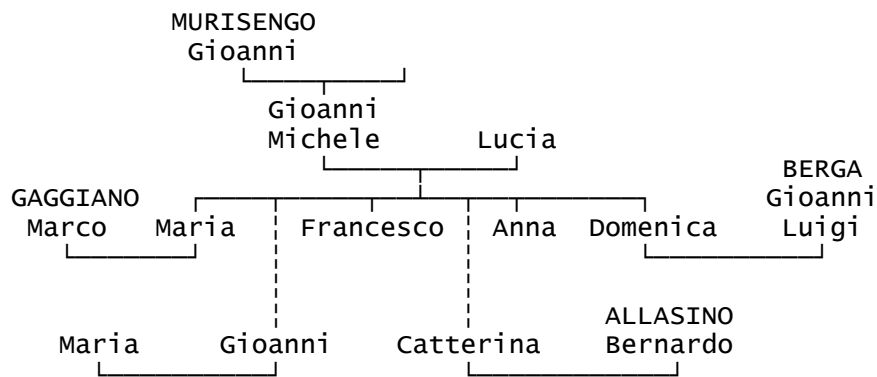 MURISENGO
Gioanni
Gioanni
Michele Lucia
BERGA
GAGGIANO Gioanni
Marco Maria Francesco Anna Domenica Luigi
ALLASINO
Maria Gioanni Catterina Bernardo